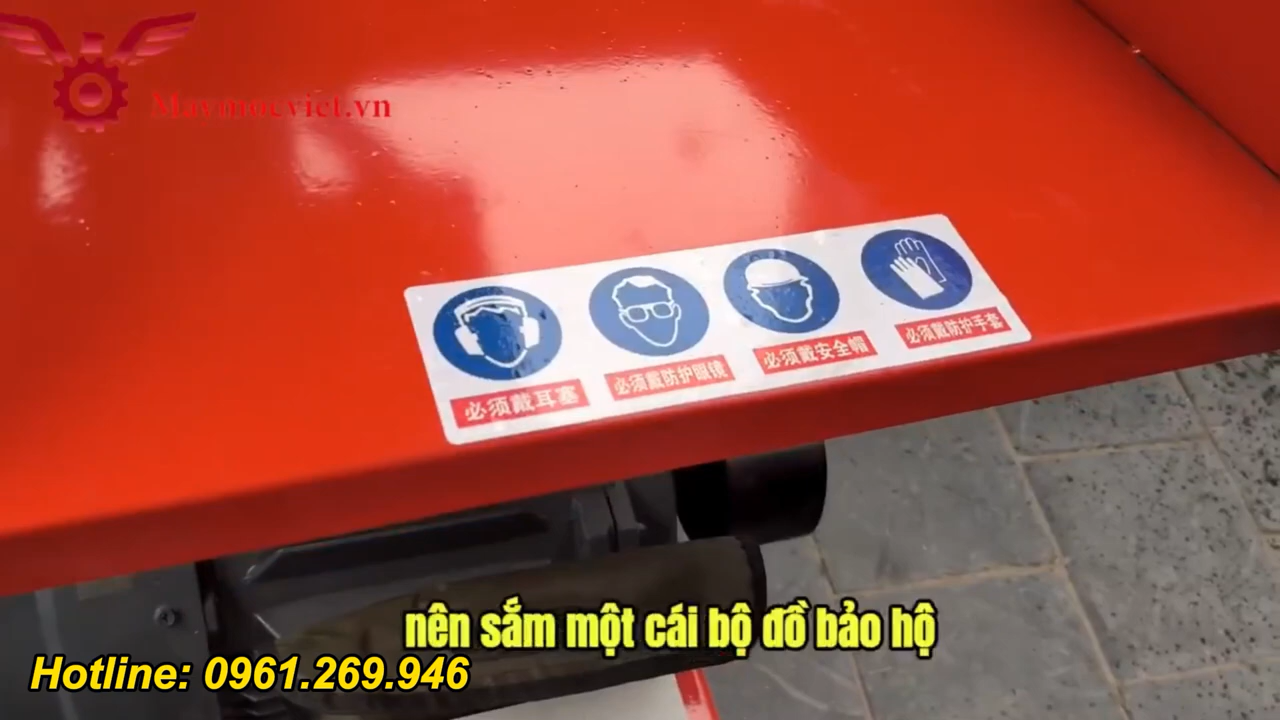 Maymocviet.vn
必须戴耳塞
必须戴防护眼镜
必须戴安全帽
必须戴防护手套
nên sắm một cái bộ đồ bảo hộ
Hotline: 0961.269.946